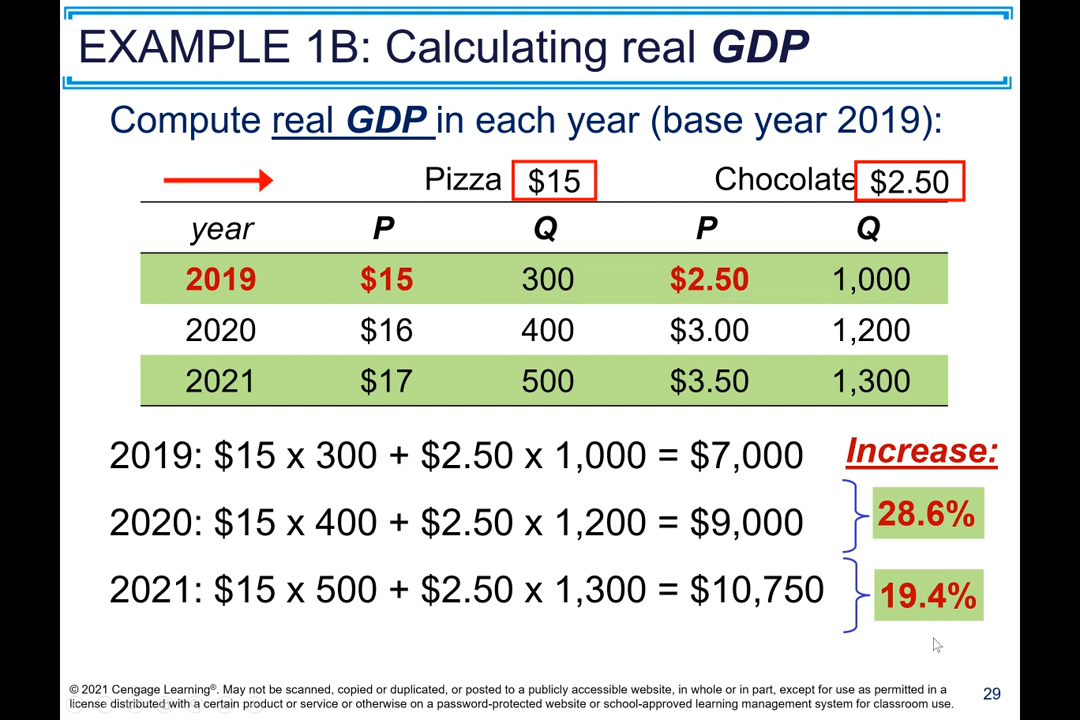 EXAMPLE 1B: Calculating real GDP
Compute real GDP in each year (base year 2019):
Pizza $15 Chocolate $2.50
year P Q P Q
2019 $15 300 $2.50 1,000
2020 $16 400 $3.00 1,200
2021 $17 500 $3.50 1,300
2019: $15 x 300 + $2.50 x 1,000 = $7,000
Increase:
2020: $15 x 400 + $2.50 x 1,200 = $9,000
28.6%
2021: $15 x 500 + $2.50 x 1,300 = $10,750
19.4%
© 2021 Cengage Learning®. May not be scanned, copied or duplicated, or posted to a publicly accessible website, in whole or in part, except for use as permitted in a
license distributed with a certain product or service or otherwise on a password-protected website or school-approved learning management system for classroom use.
29